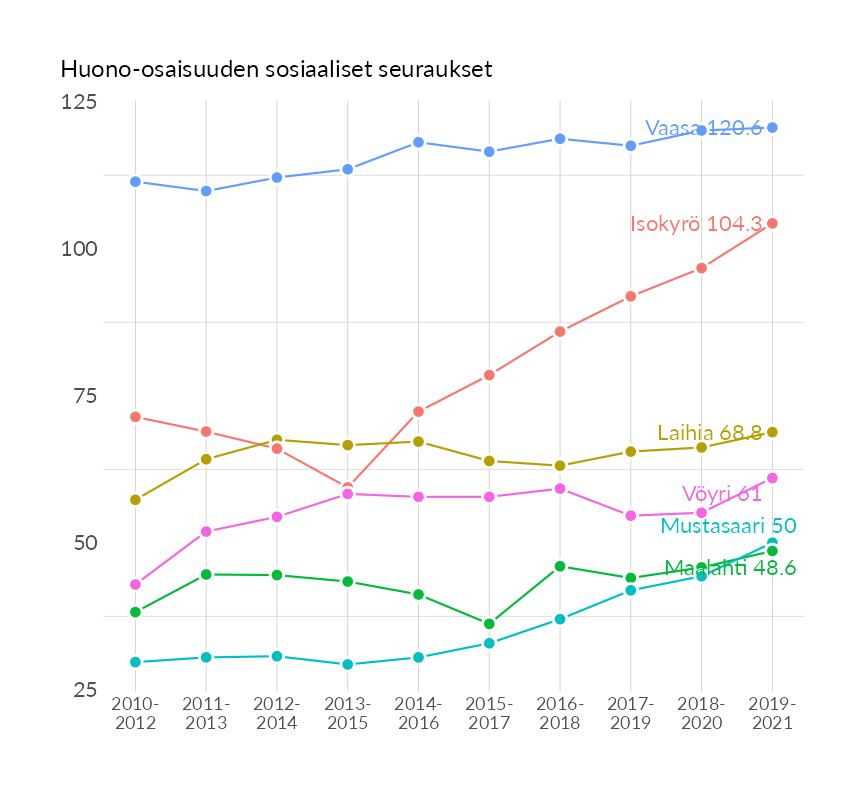 Huono-osaisuuden sosiaaliset seuraukset
125
100
75
50
25
Vaasa 120.6
Isokyrö 104.3
Laihia 68.8
Vöyri 61
Mustasaari 50
Maalahti 48.6
2010-2012
2011-2013
2012-2014
2013-2015
2014-2016
2015-2017
2016-2018
2017-2019
2018-2020
2019-2021